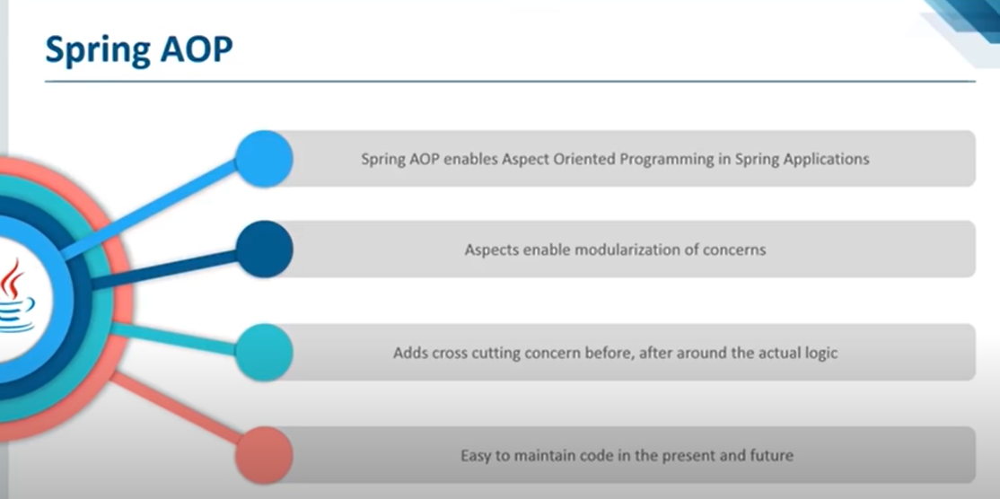 Spring AOP
Spring AOP enables Aspect Oriented Programming in Spring Applications
Aspects enable modularization of concerns
Adds cross cutting concern before, after around the actual logic
Easy to maintain code in the present and future